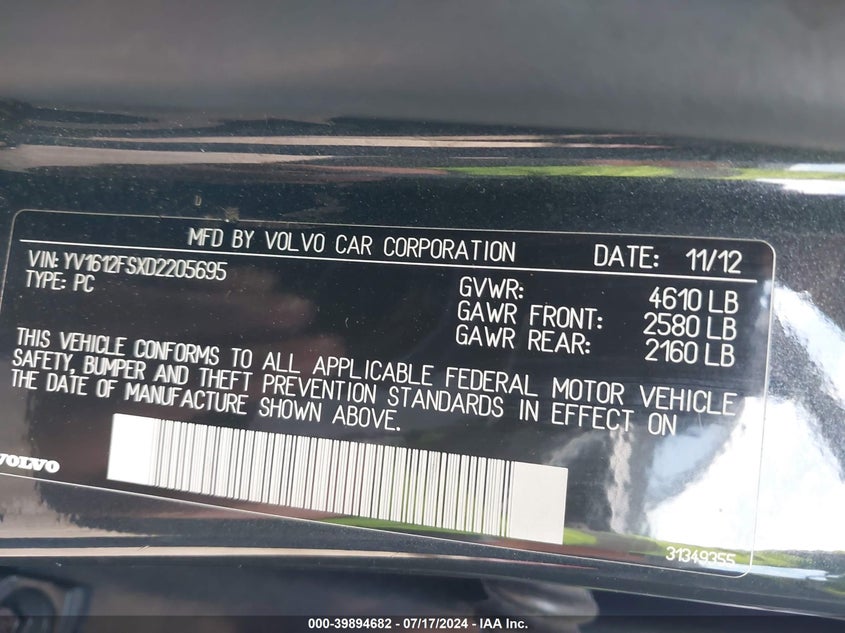 MFD BY VOLVO CAR CORPORATION DATE: 11/12
VIN: YV1612FSXD2205695
TYPE: PC
GVWR: 4610 LB
GAWR FRONT: 2580 LB
GAWR REAR: 2160 LB
THIS VEHICLE CONFORMS TO ALL APPLICABLE FEDERAL MOTOR VEHICLE
SAFETY, BUMPER AND THEFT PREVENTION STANDARDS IN EFFECT ON
THE DATE OF MANUFACTURE SHOWN ABOVE.
VOLVO
31349355
000-39894682 - 07/17/2024 - IAA Inc.